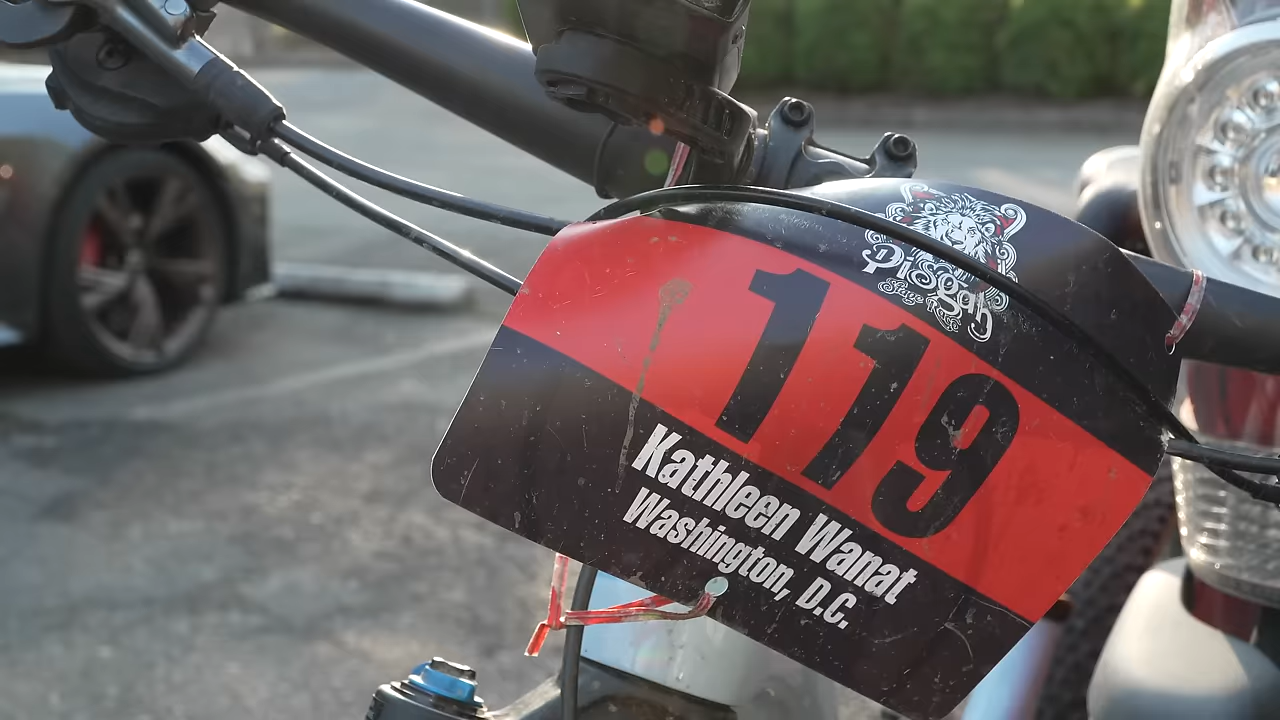 Pisgah
Stage Race
119
Kathleen Wanat
Washington, D.C.